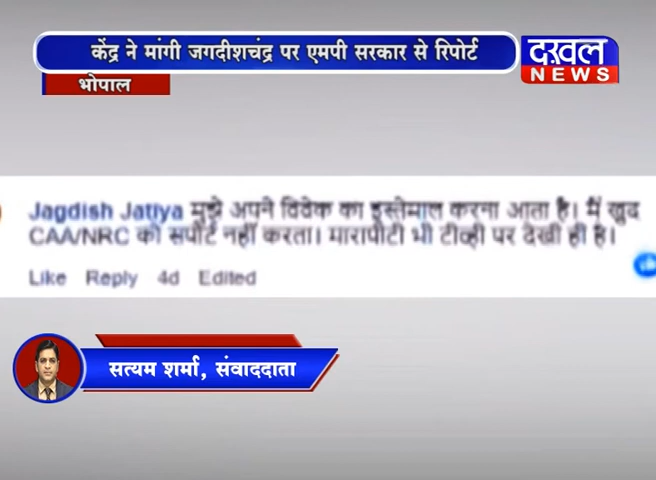 केंद्र ने मांगी जगदीशचंद्र पर एमपी सरकार से रिपोर्ट
दख़ल
NEWS
भोपाल
Jagdish Jatiya मुझे अपने विवेक का इस्तेमाल करना आता है। मैं खुद
CAA/NRC को सपोर्ट नहीं करता। मारापीटी भी टीव्ही पर देखी ही है।
Like Reply 4d Edited
सत्यम शर्मा, संवाददाता